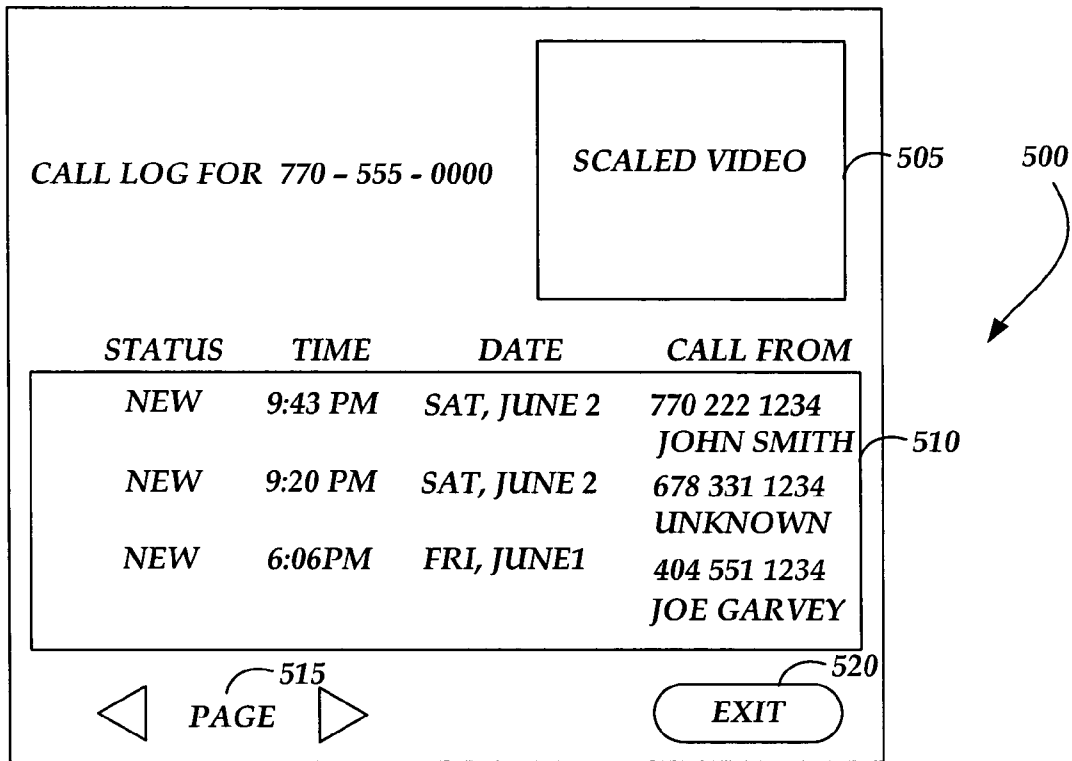 SCALED VIDEO
505
500
CALL LOG FOR 770 – 555 - 0000
STATUS TIME DATE CALL FROM
NEW 9:43 PM SAT, JUNE 2 770 222 1234
JOHN SMITH
510
NEW 9:20 PM SAT, JUNE 2 678 331 1234
UNKNOWN
NEW 6:06PM FRI, JUNE1 404 551 1234
JOE GARVEY
515
520
PAGE
EXIT